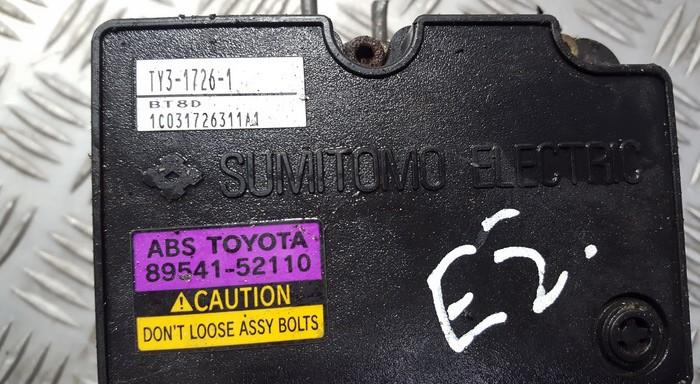 TY3-1726-1
BT8D
1C031726311A1
SUMITOMO ELECTRIC
ABS TOYOTA
89541-52110
CAUTION
DON'T LOOSE ASSY BOLTS
E2.